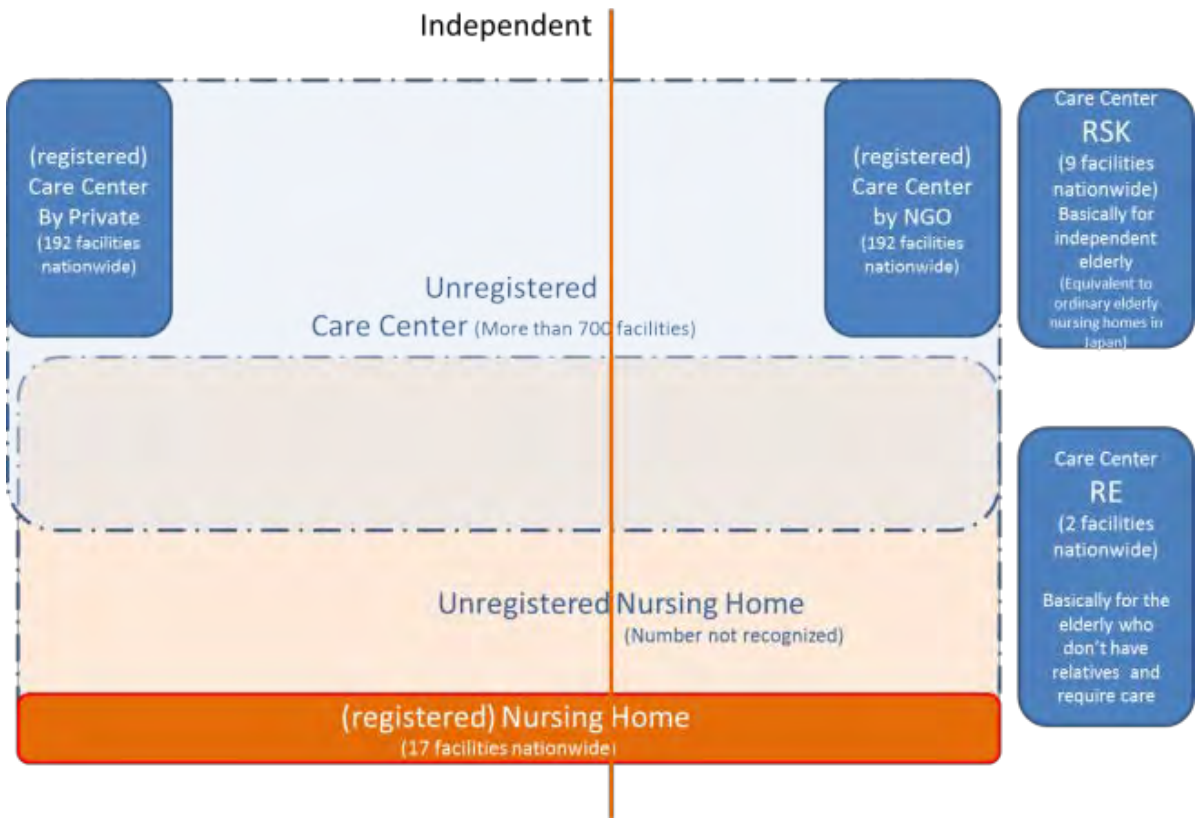 Independent
(registered)
Care Center
By Private
(192 facilities
nationwide)
(registered)
Care Center
by NGO
(192 facilities
nationwide)
Care Center
RSK
(9 facilities
nationwide)
Basically for
independent
elderly
(Equivalent to
ordinary elderly
nursing homes in
Japan)
Unregistered
Care Center (More than 700 facilities)
Care Center
RE
(2 facilities
nationwide)
Basically for the
elderly who
don't have
relatives and
require care
Unregistered Nursing Home
(Number not recognized)
(registered) Nursing Home
(17 facilities nationwide)